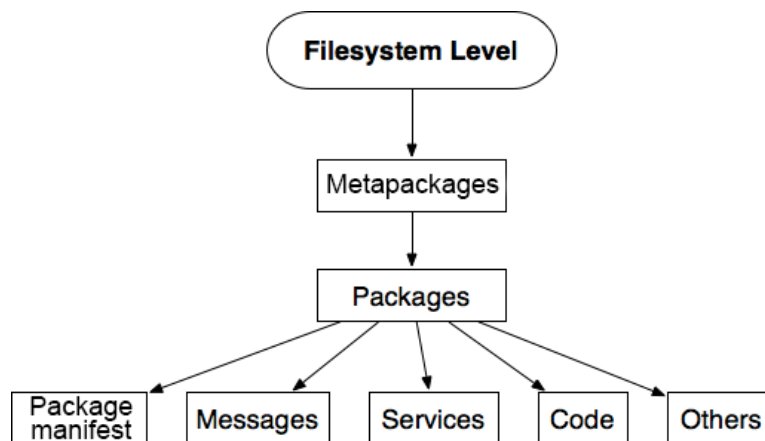 Filesystem Level
Metapackages
Packages
Package
manifest
Messages
Services
Code
Others